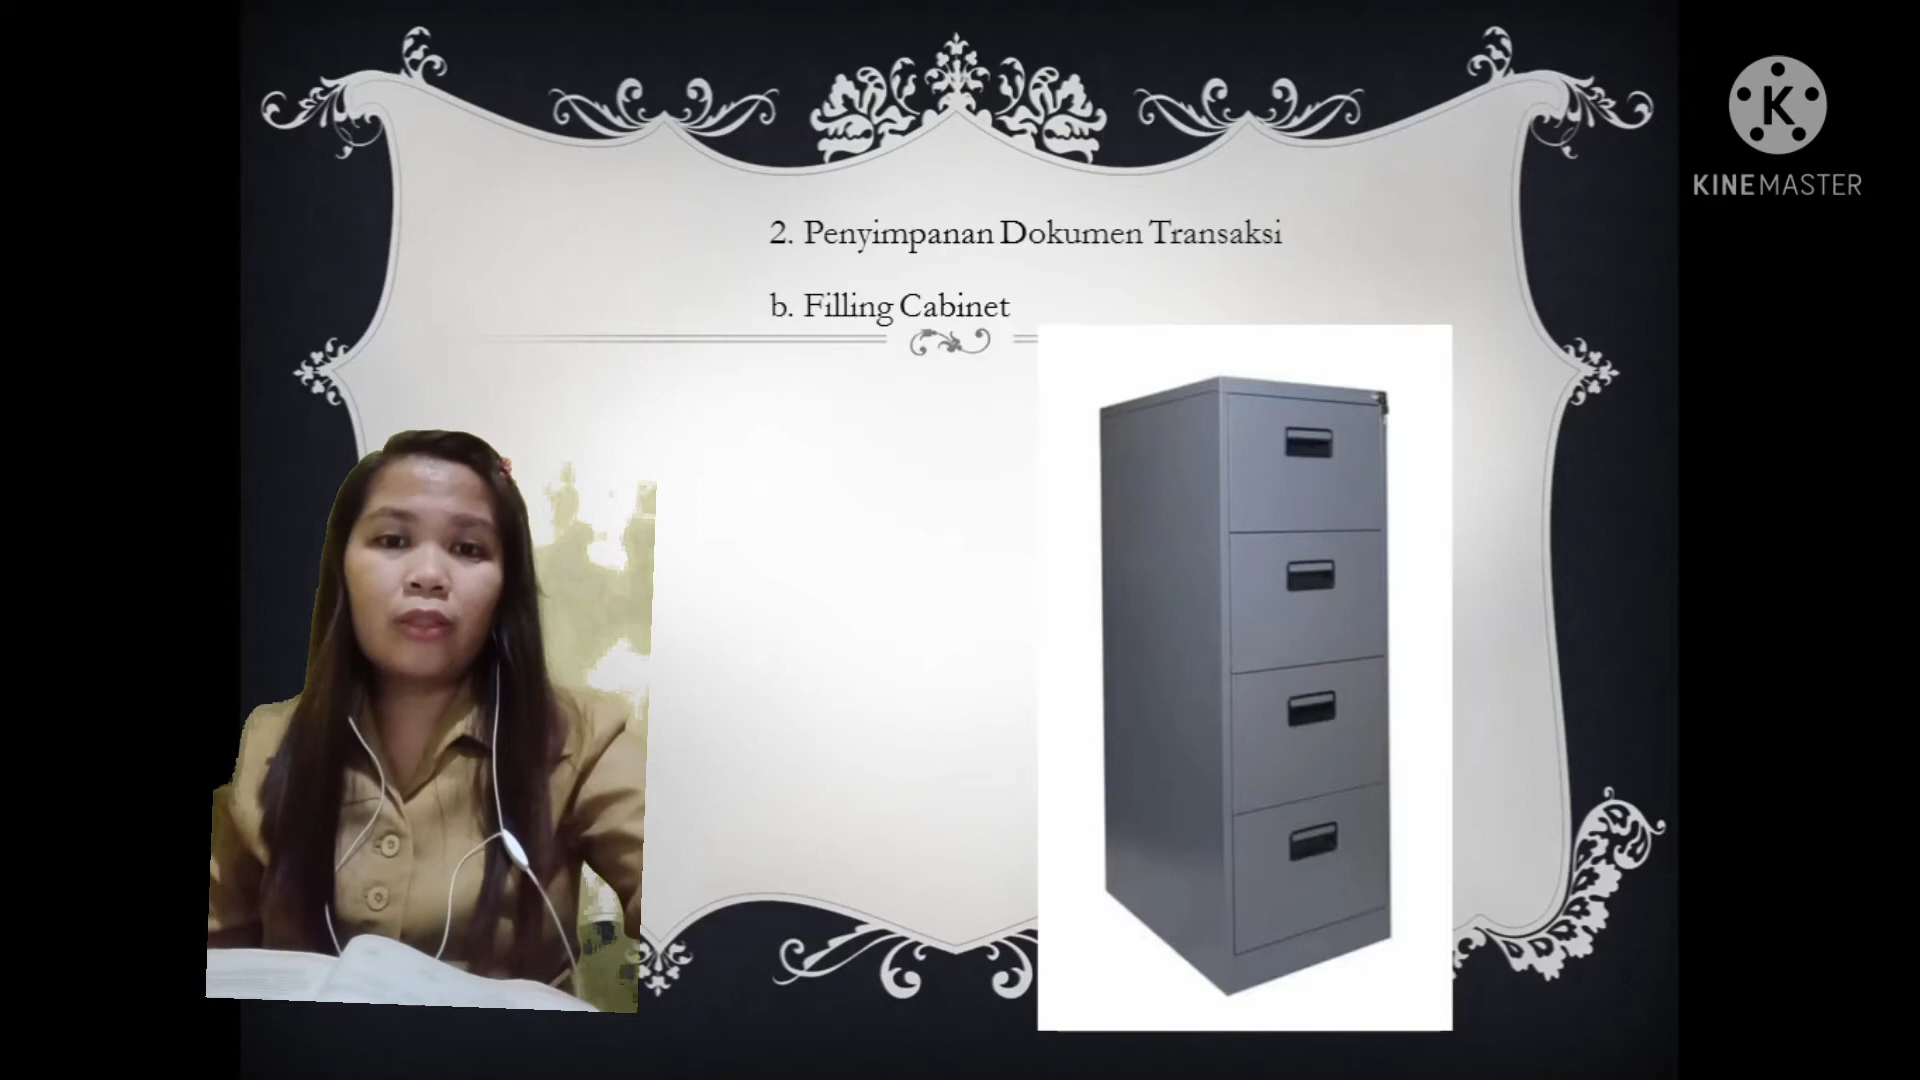 2. Penyimpanan Dokumen Transaksi
b. Filling Cabinet
K
KINEMASTER